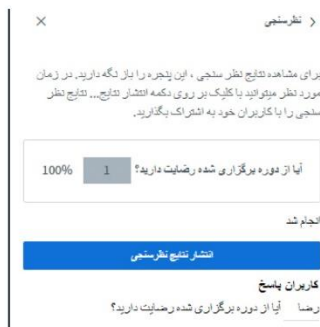 نظرسنجی
برای مشاهده نتایج نظر سنجی ، این پنجره را باز نگه دارید. در زمان
مورد نظر میتوانید با کلیک بر روی دکمه انتشار نتایج... نتایج نظر
سنجی را با کاربران خود به اشتراک بگذارید.
آیا از دوره برگزاری شده رضایت دارید؟ 1 100%
انجام شد
انتشار نتایج نظرسنجی
کاربران پاسخ
رضا آیا از دوره برگزاری شده رضایت دارید؟